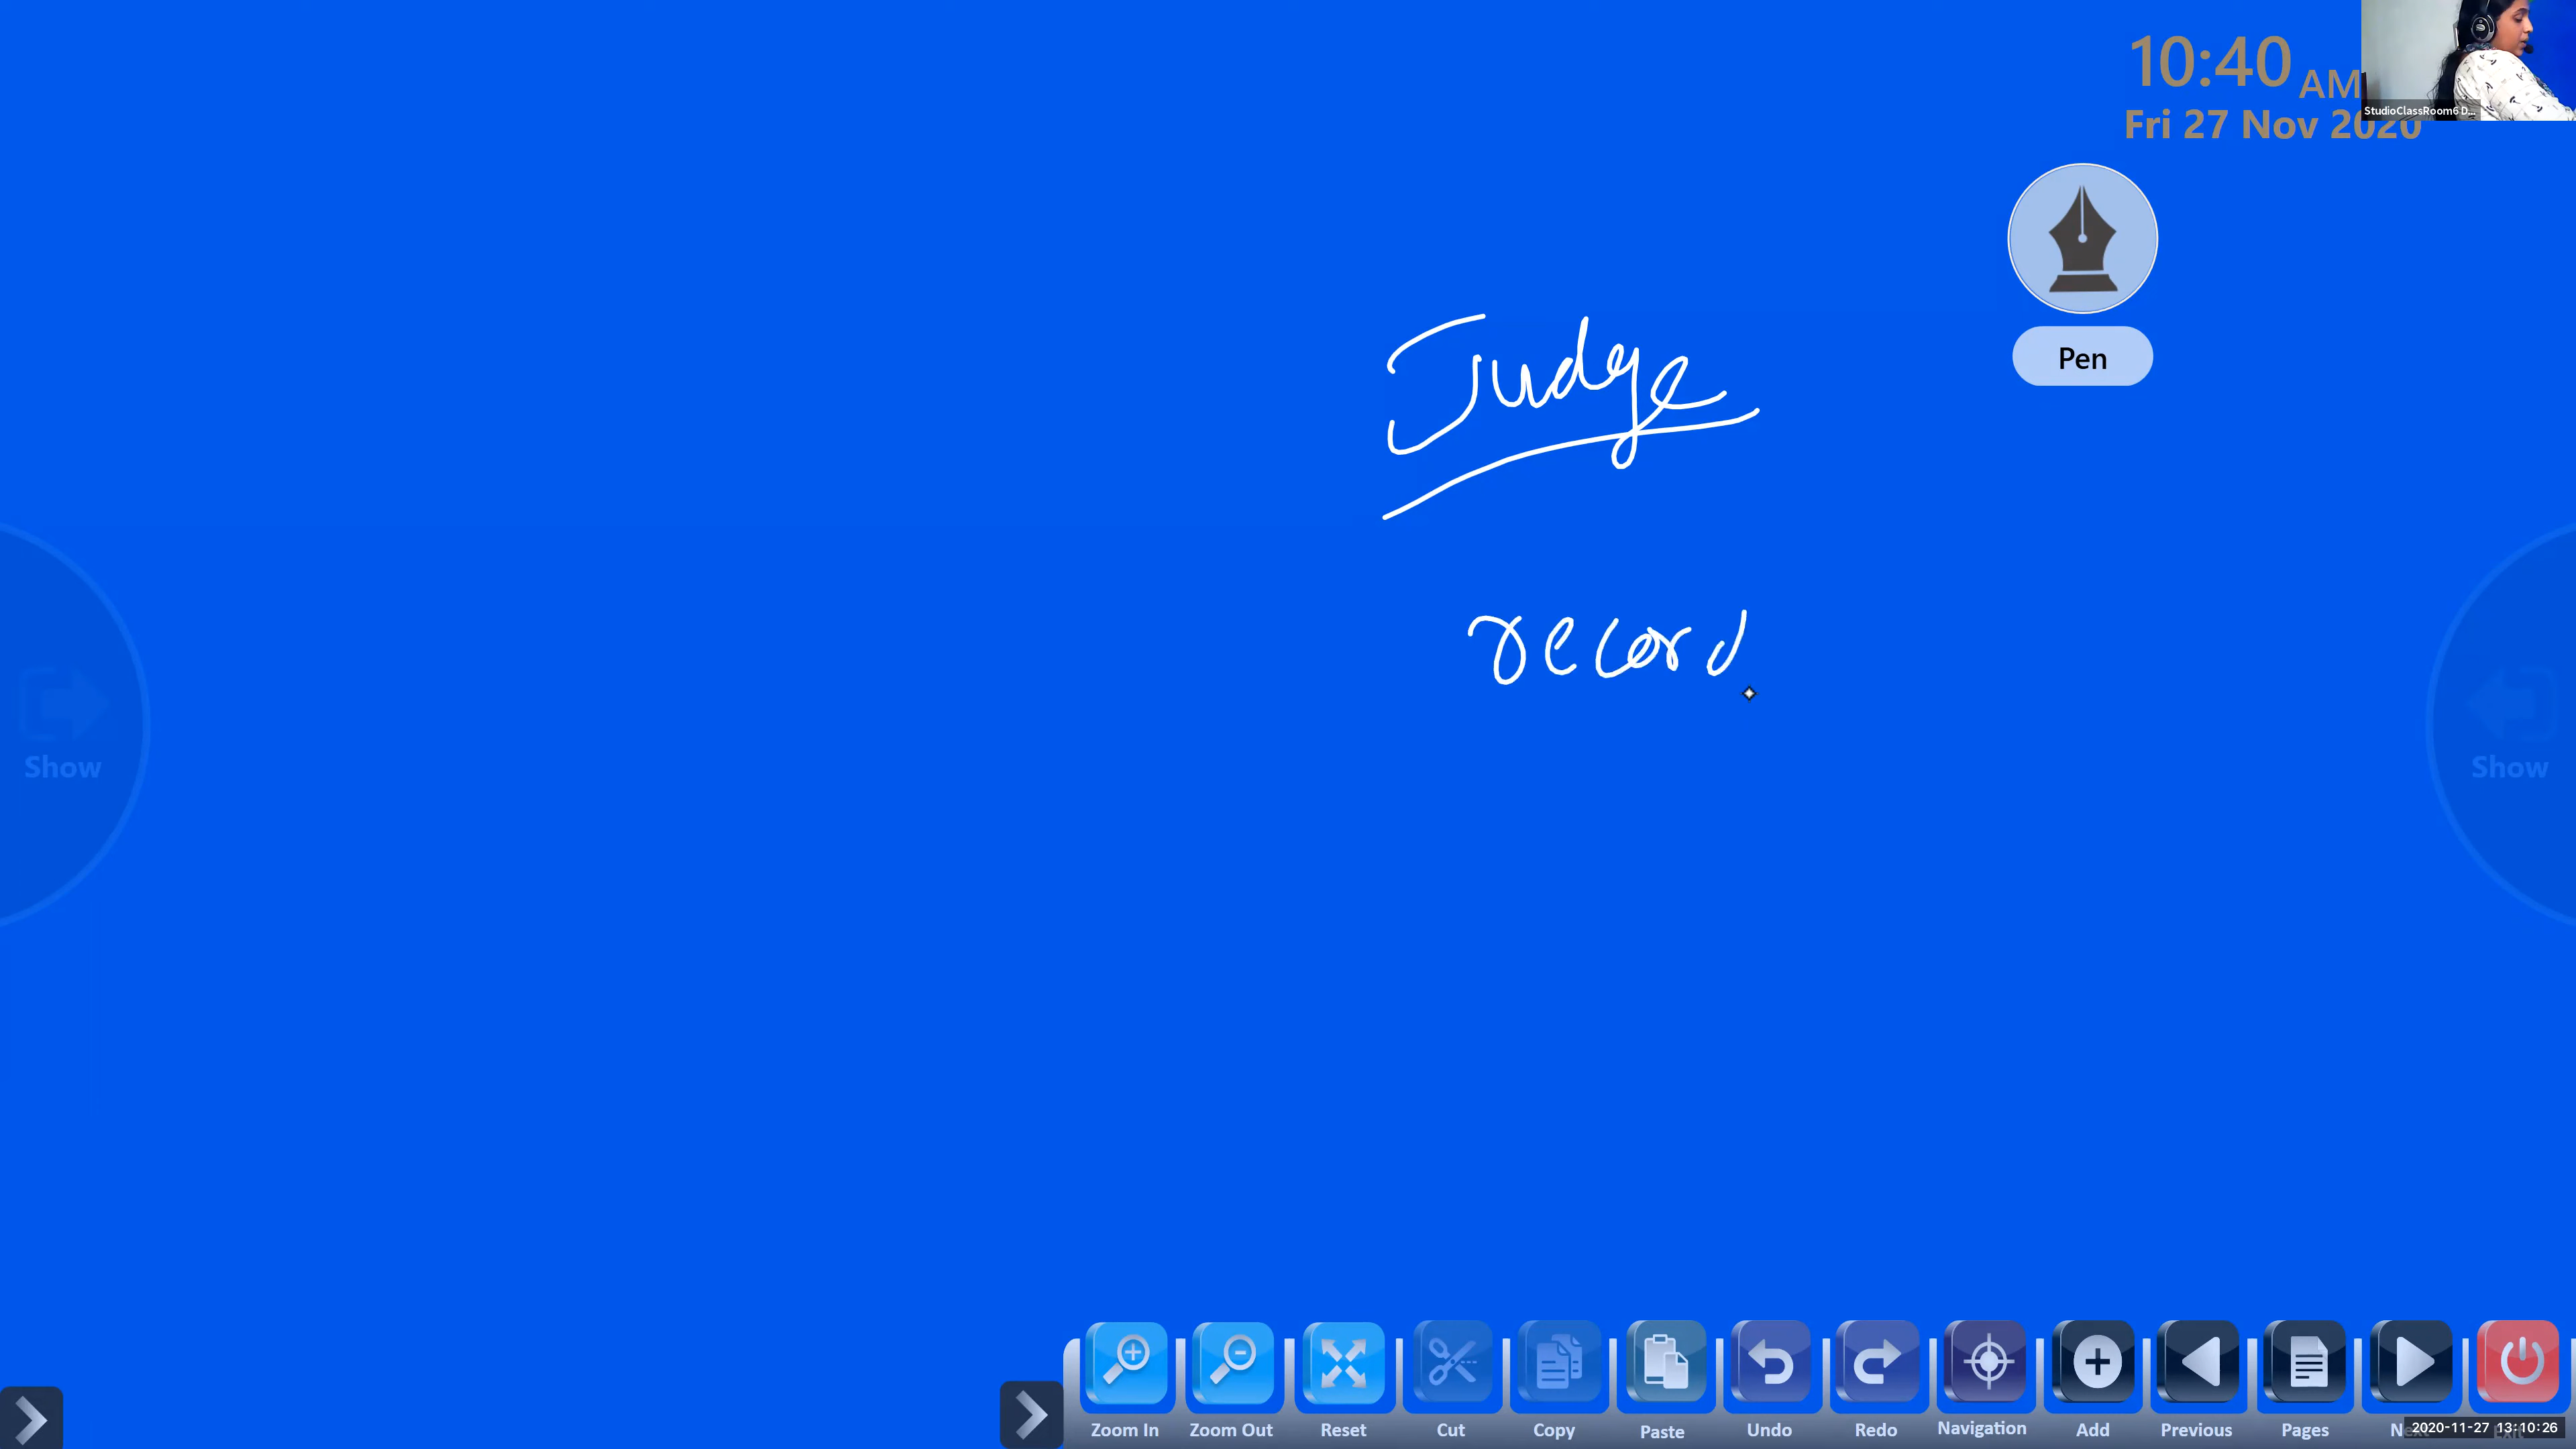 10:40 AM
Fri 27 Nov 2020
StudioClassRoom6 D...
Pen
Judge
record
Show
Show
Zoom In
Zoom Out
Reset
Cut
Copy
Paste
Undo
Redo
Navigation
Add
Previous
Pages
2020-11-27 13:10:26